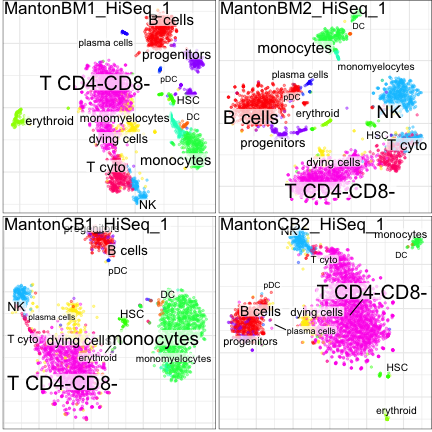 MantonBM1_HiSeq_1
B cells
plasma cells
progenitors
T CD4-CD8-
pDC
HSC
monomyelocytes
DC
erythroid
dying cells
monocytes
T cyto
NK
MantonBM2_HiSeq_1
DC
monocytes
monomyelocytes
plasma cells
pDC
NK
B cells
erythroid
HSC
progenitors
T cyto
dying cells
T CD4-CD8-
MantonCB1_HiSeq_1
progenitors
B cells
pDC
NK
DC
plasma cells
HSC
T cyto
dying cells
monocytes
erythroid
monomyelocytes
T CD4-CD8-
MantonCB2_HiSeq_1
NK
monocytes
T cyto
DC
pDC
T CD4-CD8-
B cells
dying cells
plasma cells
progenitors
HSC
erythroid